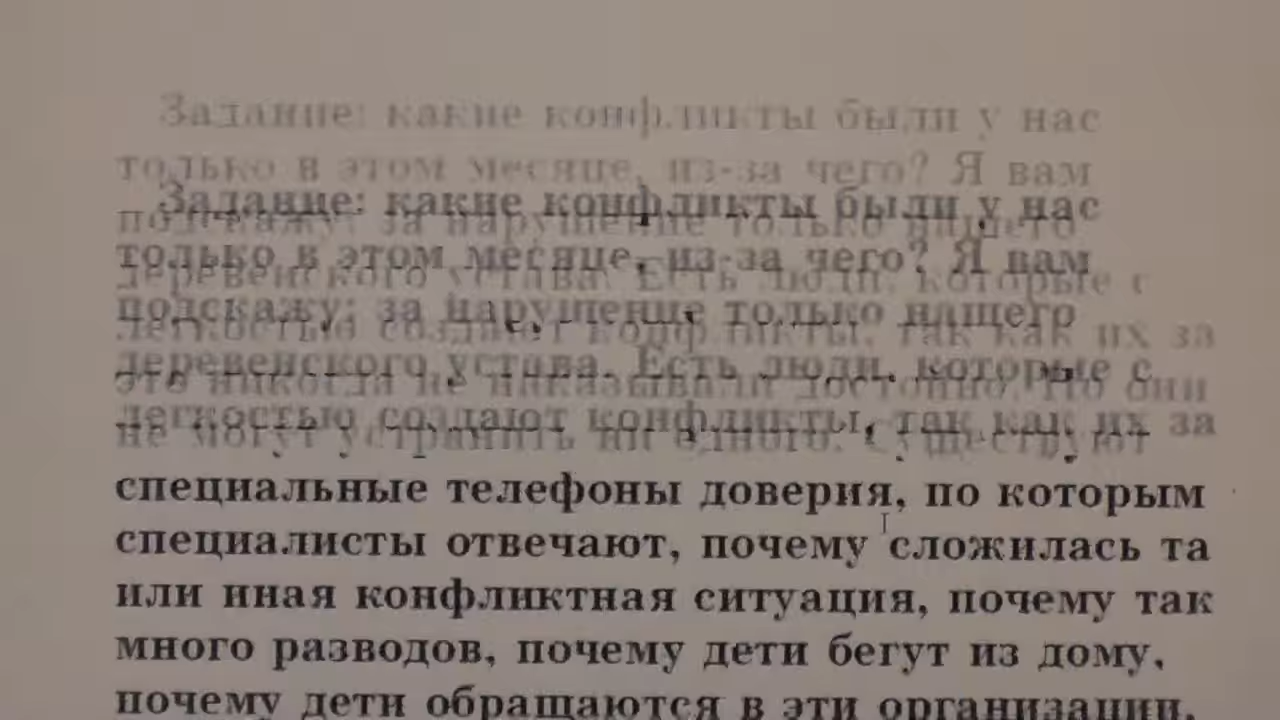 Задание: какие конфликты были у нас
только в этом месяце, из-за чего? Я вам
подскажу: за нарушение только нашего
деревенского устава. Есть люди, которые с
легкостью создают конфликты, так как их за
это никогда не наказывали достойно. Но они
не могут устранить ни одного. Существуют
специальные телефоны доверия, по которым
специалисты отвечают, почему сложилась та
или иная конфликтная ситуация, почему так
много разводов, почему дети бегут из дому,
почему дети обращаются в эти организации,